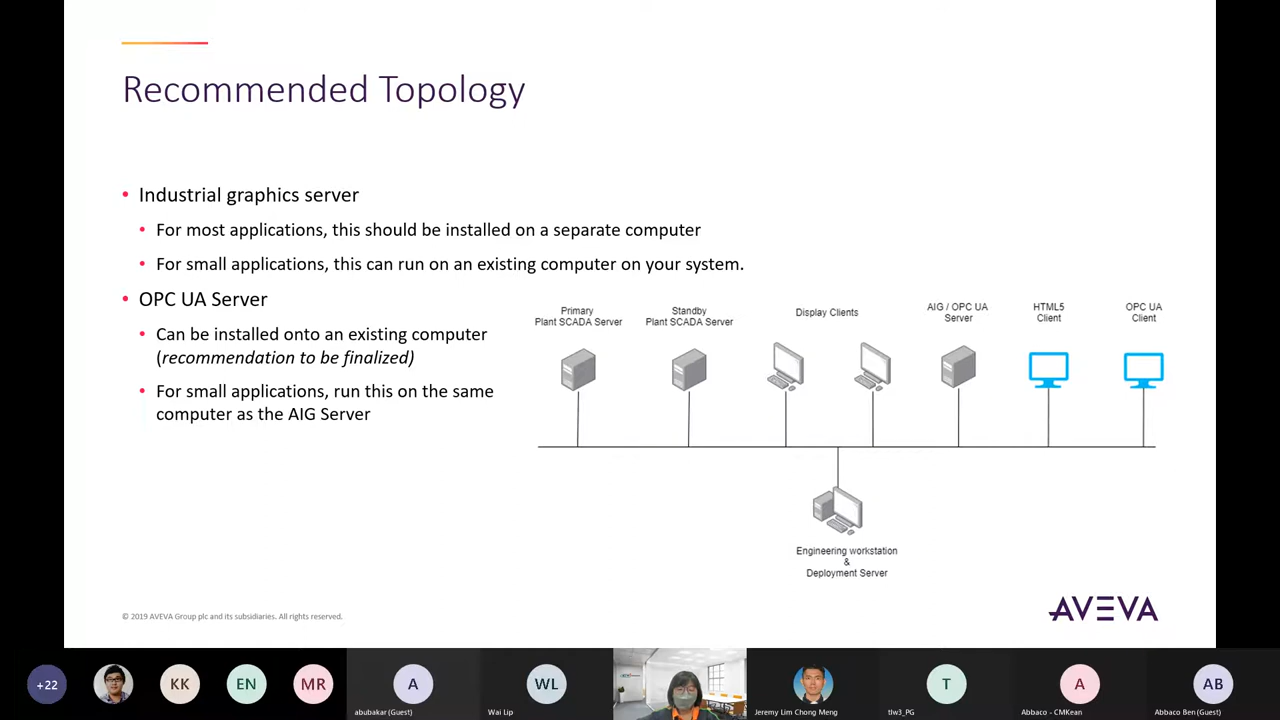 Recommended Topology
• Industrial graphics server
• For most applications, this should be installed on a separate computer
• For small applications, this can run on an existing computer on your system.
• OPC UA Server
• Can be installed onto an existing computer
(recommendation to be finalized)
• For small applications, run this on the same
computer as the AIG Server
Primary
Plant SCADA Server
Standby
Plant SCADA Server
Display Clients
AIG / OPC UA
Server
HTML5
Client
OPC UA
Client
Engineering workstation
&
Deployment Server
© 2019 AVEVA Group plc and its subsidiaries. All rights reserved.
AVEVA
+22
KK
EN
MR
A
abubakar (Guest)
WL
Wai Lip
Jeremy Lim Chong Meng
T
tlw3_PG
A
Abbaco - CMKean
AB
Abbaco Ben (Guest)